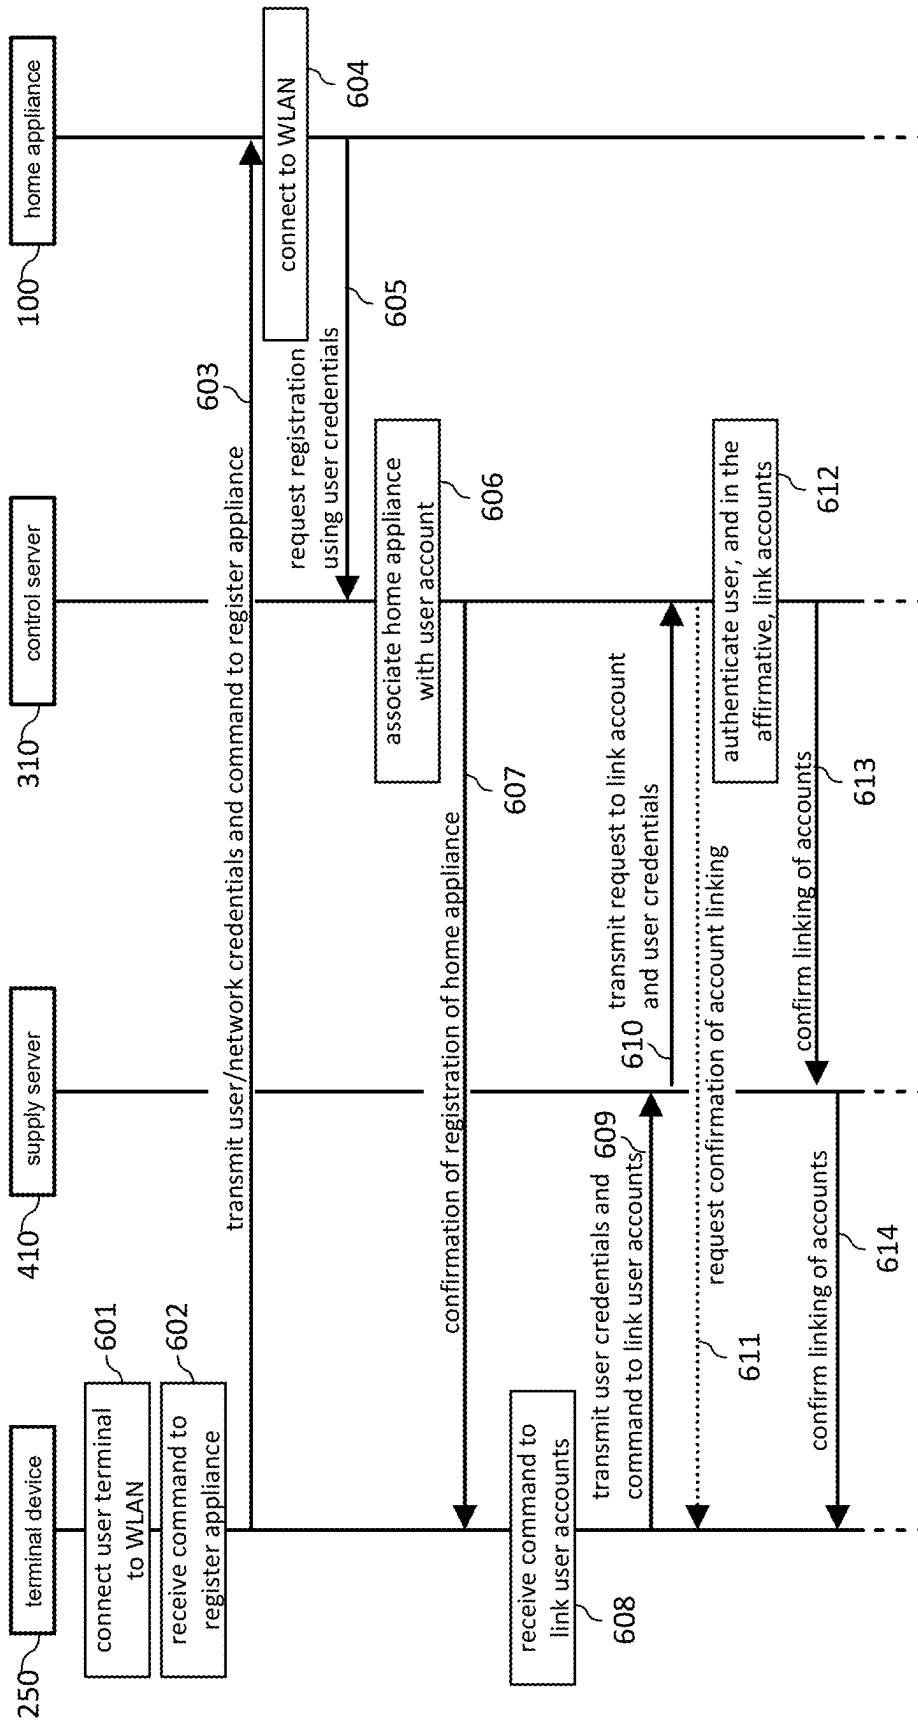 250
terminal device
410
supply server
310
control server
100
home appliance
connect user terminal
to WLAN
601
receive command to
register appliance
602
transmit user/network credentials and command to register appliance
603
connect to WLAN
604
request registration
using user credentials
605
associate home appliance
with user account
606
confirmation of registration of home appliance
607
receive command to
link user accounts
608
transmit user credentials and
command to link user accounts
609
transmit request to link account
and user credentials
610
request confirmation of account linking
611
authenticate user, and in the
affirmative, link accounts
612
confirm linking of accounts
613
confirm linking of accounts
614